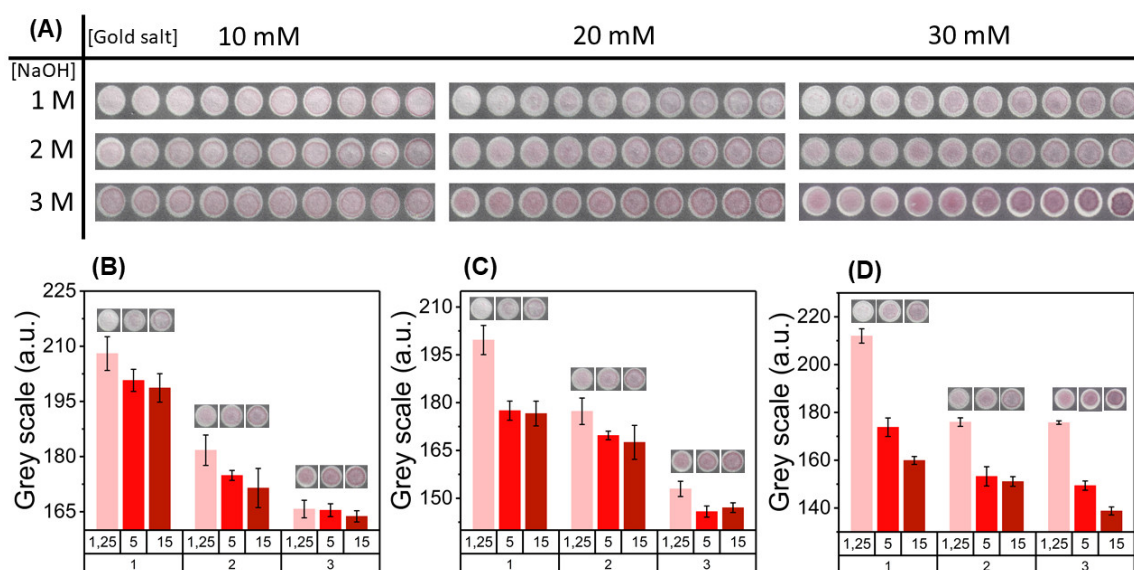 (A) [Gold salt] 10 mM 20 mM 30 mM
[NaOH]
1 M
2 M
3 M
(B) (C) (D)
Grey scale (a.u.)
225
210
195
180
165
1,25 5 15 1,25 5 15 1,25 5 15
1 2 3
Grey scale (a.u.)
210
195
180
165
150
1,25 5 15 1,25 5 15 1,25 5 15
1 2 3
Grey scale (a.u.)
220
200
180
160
140
1,25 5 15 1,25 5 15 1,25 5 15
1 2 3